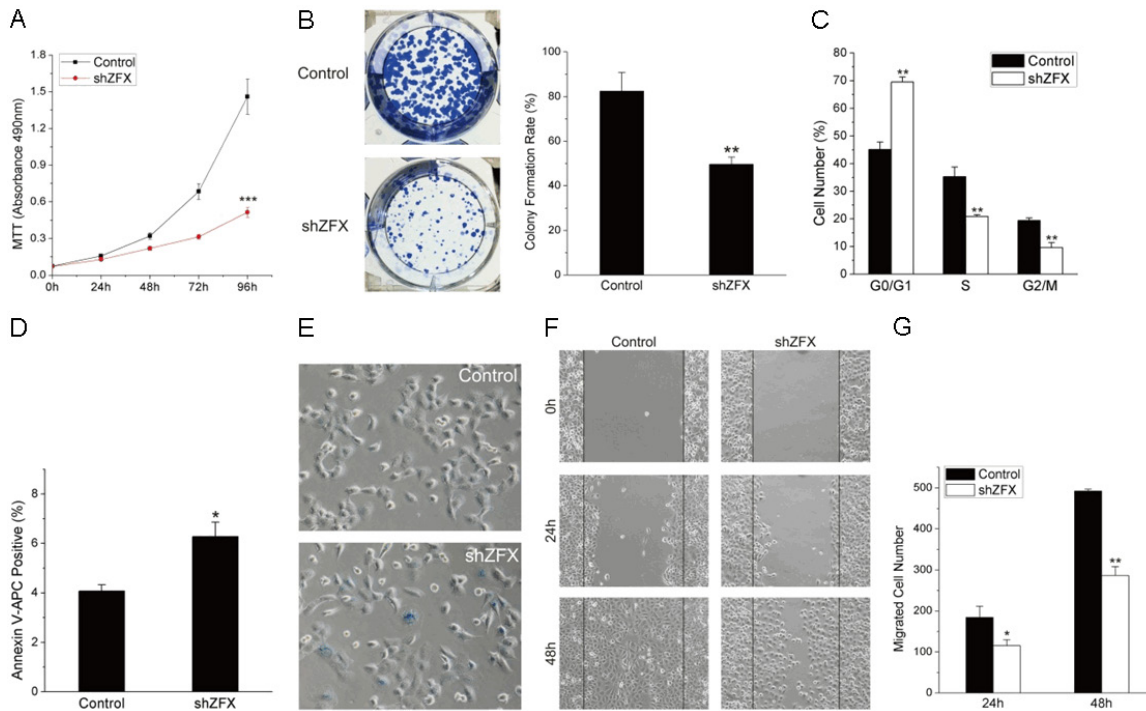 A
Control
shZFX
MTT (Absorbance 490nm)
1.8
1.5
1.2
0.9
0.6
0.3
0.0
***
0h 24h 48h 72h 96h
B
Control
shZFX
Colony Formation Rate (%)
100
80
60
40
20
0
**
Control shZFX
C
Control
shZFX
Cell Number (%)
80
70
60
50
40
30
20
10
0
**
**
**
G0/G1 S G2/M
D
Annexin V-APC Positive (%)
8
6
4
2
0
*
Control shZFX
E
Control
shZFX
F
Control shZFX
0h
24h
48h
G
Control
shZFX
Migrated Cell Number
500
400
300
200
100
0
*
**
24h 48h